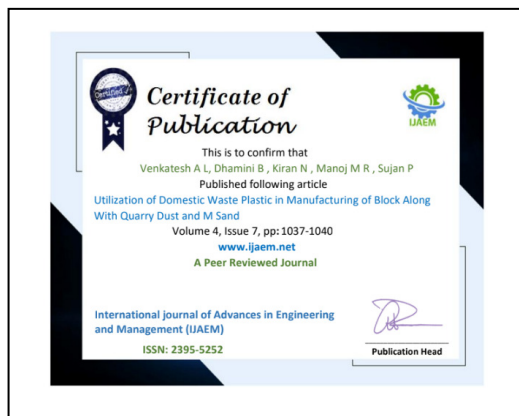 Certified
IJAEM
Certificate of
Publication
This is to confirm that
Venkatesh A L, Dhamini B , Kiran N , Manoj M R , Sujan P
Published following article
Utilization of Domestic Waste Plastic in Manufacturing of Block Along
With Quarry Dust and M Sand
Volume 4, Issue 7, pp: 1037-1040
www.ijaem.net
A Peer Reviewed Journal
International journal of Advances in Engineering
and Management (IJAEM)
ISSN: 2395-5252
Publication Head